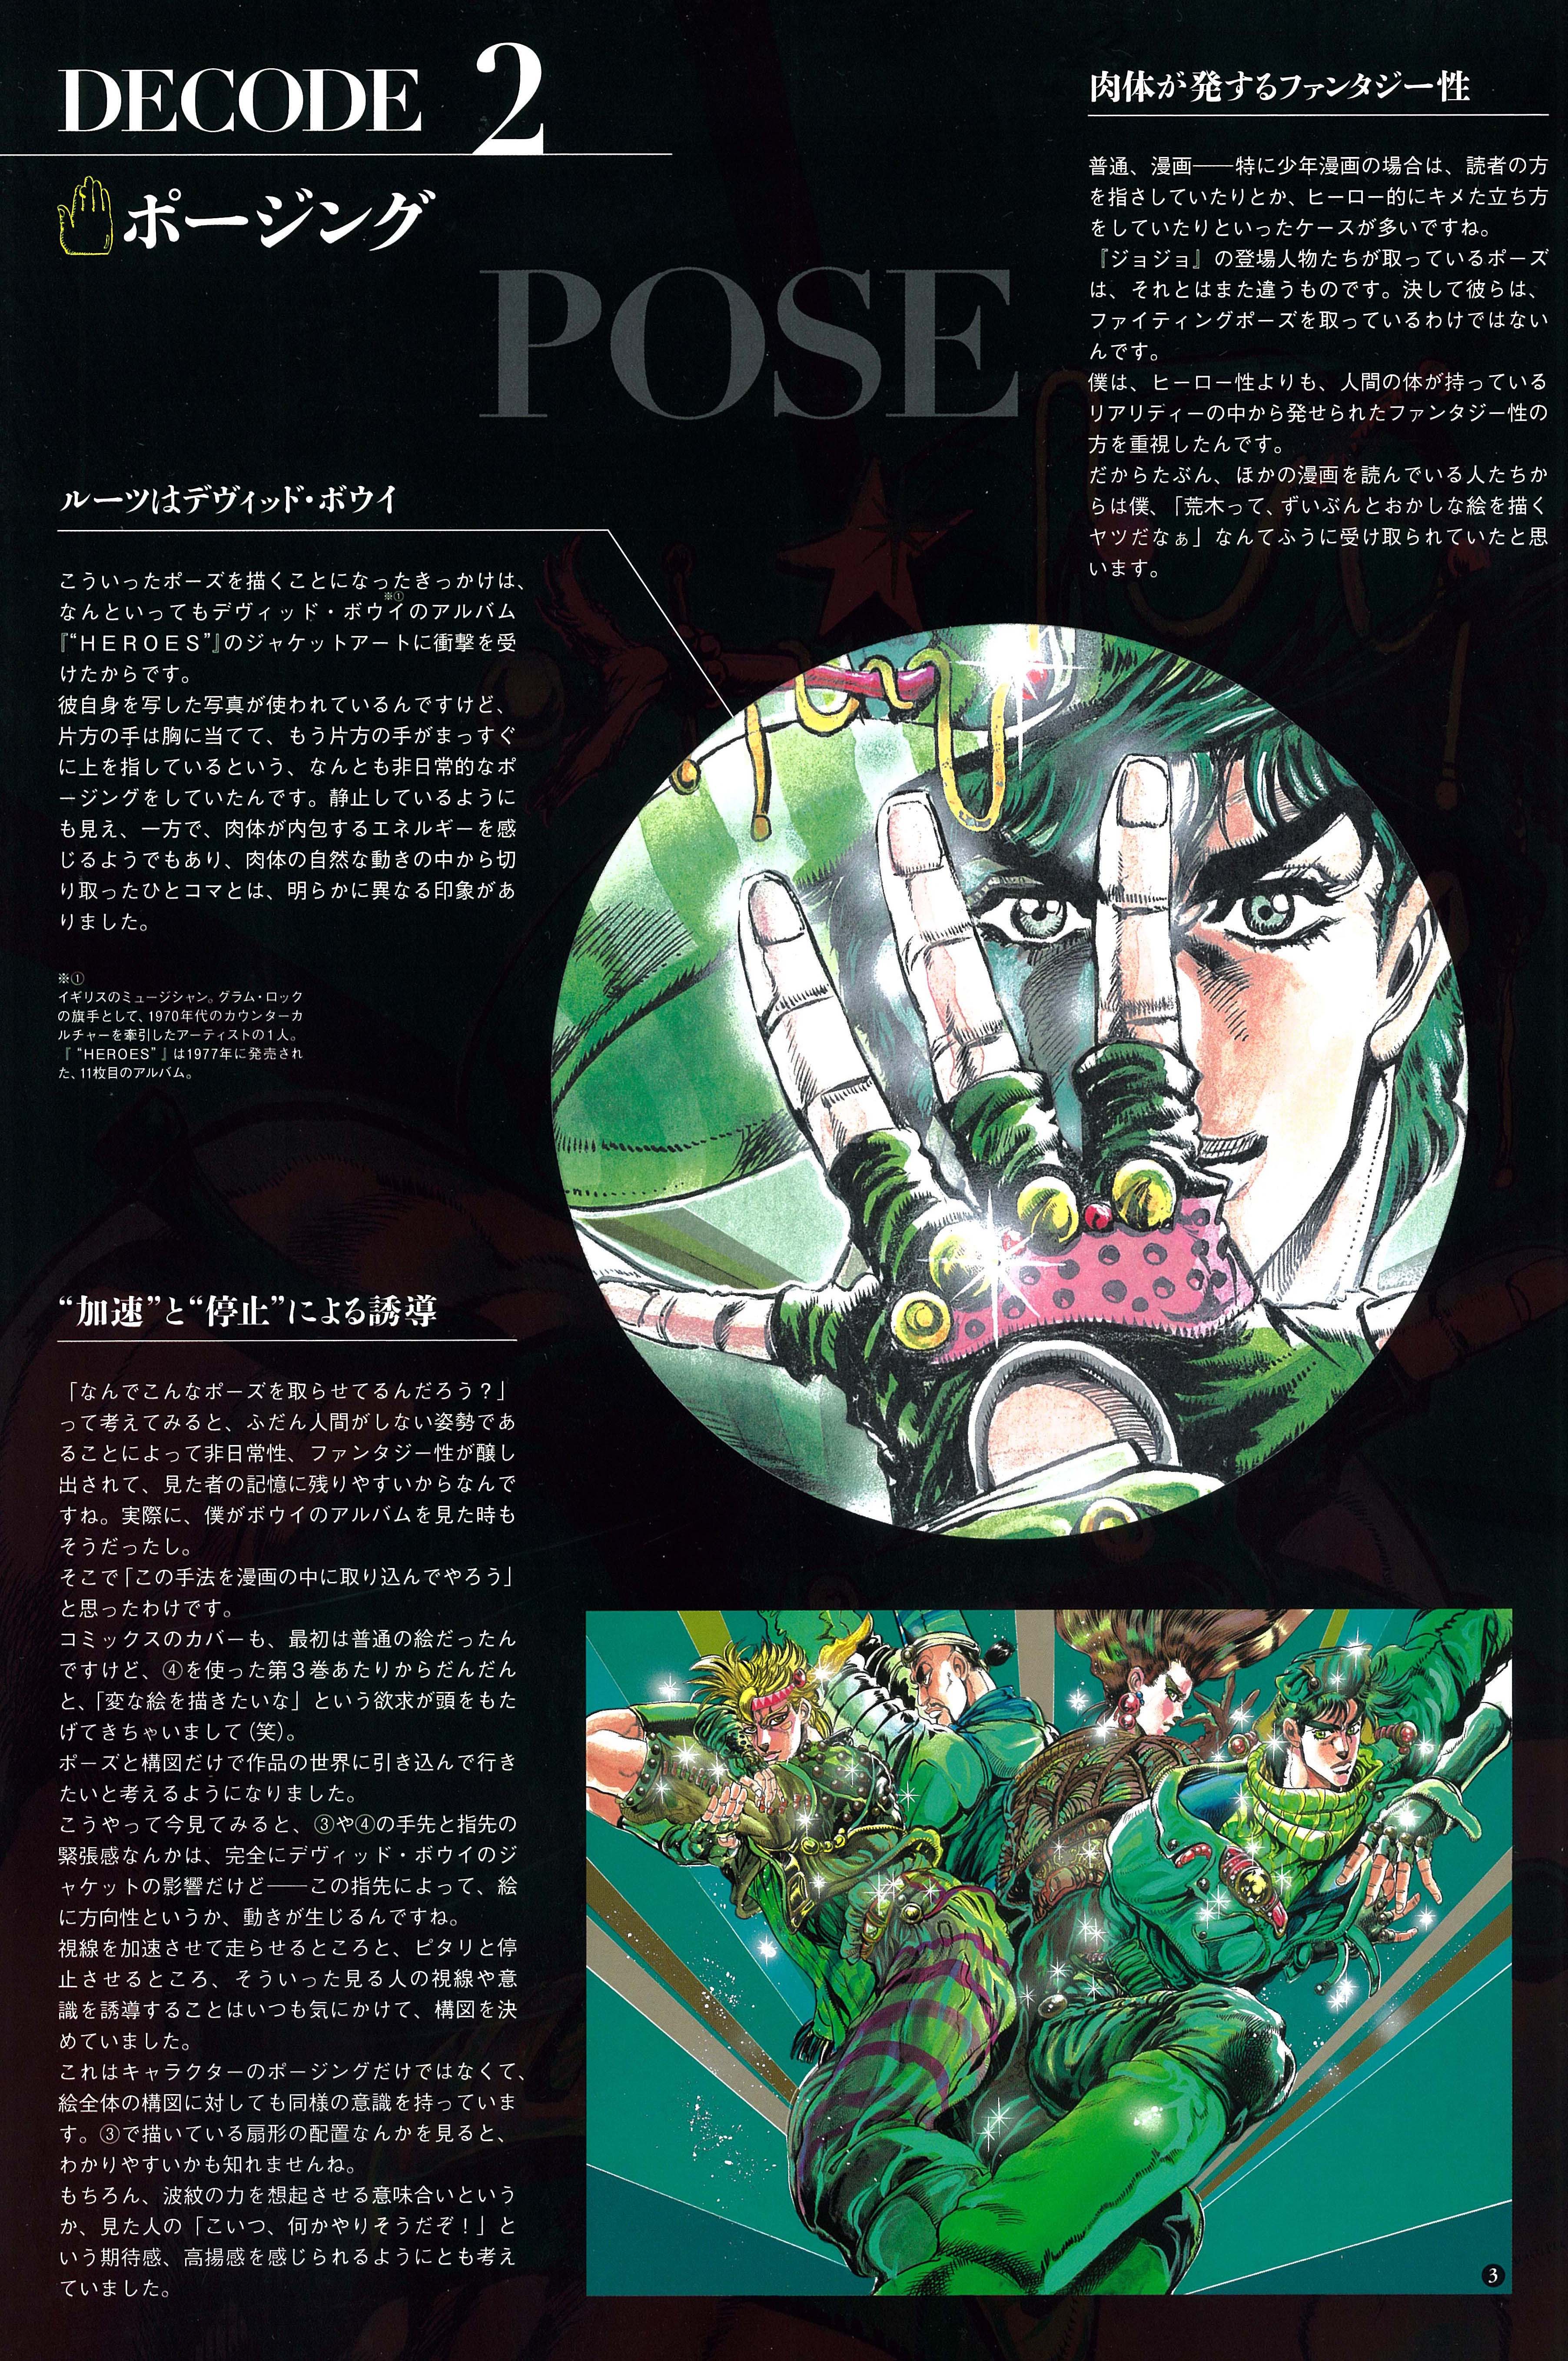 DECODE 2
ポージング
POSE
ルーツはデヴィッド・ボウイ
こういったポーズを描くことになったきっかけは、
※①
なんといってもデヴィッド・ボウイのアルバム
『“HEROES”』のジャケットアートに衝撃を受
けたからです。
彼自身を写した写真が使われているんですけど、
片方の手は胸に当てて、もう片方の手がまっすぐ
に上を指しているという、なんとも非日常的なポ
ージングをしていたんです。静止しているように
も見え、一方で、肉体が内包するエネルギーを感
じるようでもあり、肉体の自然な動きの中から切
り取ったひとコマとは、明らかに異なる印象があ
りました。
※①
イギリスのミュージシャン。グラム・ロック
の旗手として、1970年代のカウンターカ
ルチャーを牽引したアーティストの1人。
『“HEROES”』は1977年に発売され
た、11枚目のアルバム。
“加速”と“停止”による誘導
「なんでこんなポーズを取らせてるんだろう？」
って考えてみると、ふだん人間がしない姿勢であ
ることによって非日常性、ファンタジー性が醸し
出されて、見た者の記憶に残りやすいからなんで
すね。実際に、僕がボウイのアルバムを見た時も
そうだったし。
そこで「この手法を漫画の中に取り込んでやろう」
と思ったわけです。
コミックスのカバーも、最初は普通の絵だったん
ですけど、④を使った第３巻あたりからだんだん
と、「変な絵を描きたいな」という欲求が頭をもた
げてきちゃいまして（笑）。
ポーズと構図だけで作品の世界に引き込んで行き
たいと考えるようになりました。
こうやって今見てみると、③や④の手先と指先の
緊張感なんかは、完全にデヴィッド・ボウイのジ
ャケットの影響だけど――この指先によって、絵
に方向性というか、動きが生じるんですね。
視線を加速させて走らせるところと、ピタリと停
止させるところ、そういった見る人の視線や意
識を誘導することはいつも気にかけて、構図を決
めていました。
これはキャラクターのポージングだけではなくて、
絵全体の構図に対しても同様の意識を持っていま
す。③で描いている扇形の配置なんかを見ると、
わかりやすいかも知れませんね。
もちろん、波紋の力を想起させる意味合いという
か、見た人の「こいつ、何かやりそうだぞ！」と
いう期待感、高揚感を感じられるようにとも考え
ていました。
肉体が発するファンタジー性
普通、漫画――特に少年漫画の場合は、読者の方
を指さしていたりとか、ヒーロー的にキメた立ち方
をしていたりといったケースが多いですね。
『ジョジョ』の登場人物たちが取っているポーズ
は、それとはまた違うものです。決して彼らは、
ファイティングポーズを取っているわけではない
んです。
僕は、ヒーロー性よりも、人間の体が持っている
リアリティーの中から発せられたファンタジー性の
方を重視したんです。
だからたぶん、ほかの漫画を読んでいる人たちか
らは僕、「荒木って、ずいぶんとおかしな絵を描く
ヤツだなぁ」なんてふうに受け取られていたと思
います。
3